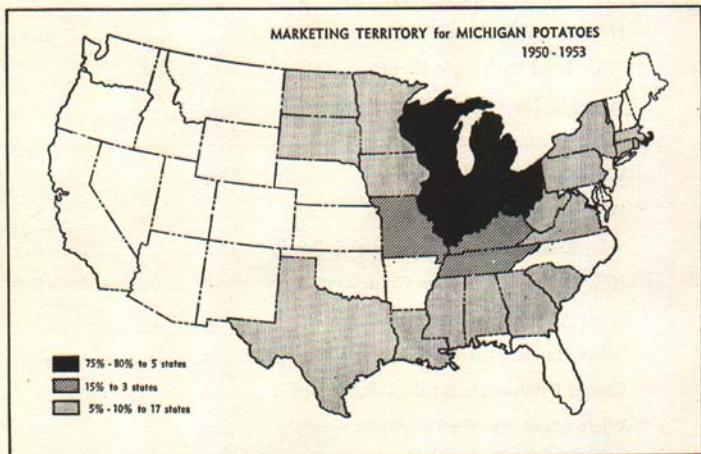 MARKETING TERRITORY for MICHIGAN POTATOES
1950 - 1953
75% - 80% to 5 states
15% to 3 states
5% - 10% to 17 states